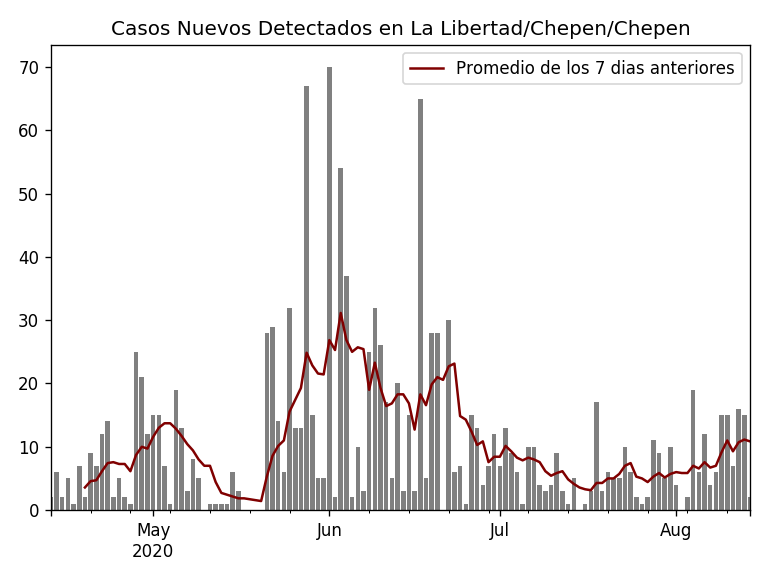 Casos Nuevos Detectados en La Libertad/Chepen/Chepen
Promedio de los 7 dias anteriores
70
60
50
40
30
20
10
0
May
2020
Jun
Jul
Aug